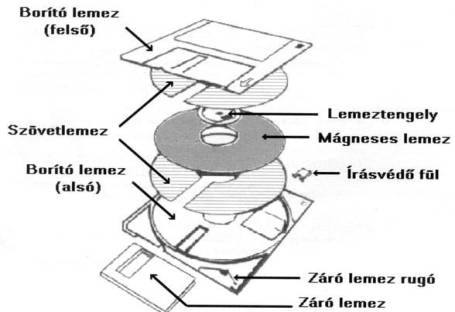 Borító lemez
(felső)
Lemeztengely
Szövetlemez
Mágneses lemez
Borító lemez
(alsó)
Írásvédő fül
Záró lemez rugó
Záró lemez